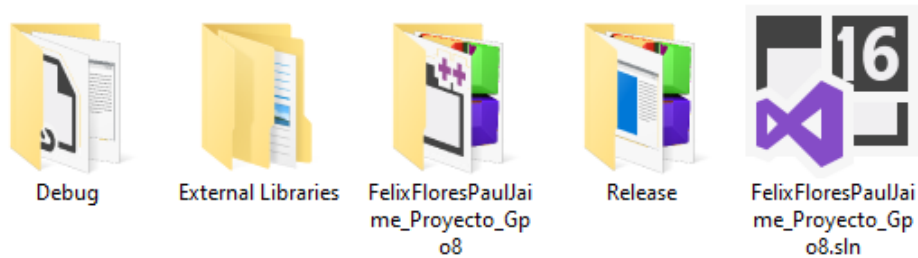 16
Debug
External Libraries
FelixFloresPaulJai
me_Proyecto_Gp
o8
Release
FelixFloresPaulJai
me_Proyecto_Gp
o8.sln